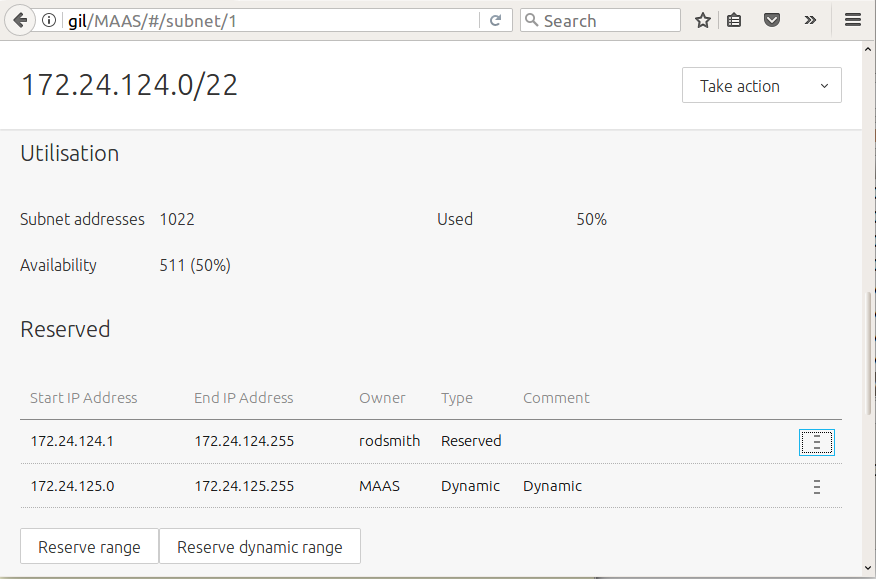 gil/MAAS/#/subnet/1 Search
172.24.124.0/22 Take action
Utilisation
Subnet addresses 1022 Used 50%
Availability 511 (50%)
Reserved
Start IP Address End IP Address Owner Type Comment
172.24.124.1 172.24.124.255 rodsmith Reserved
172.24.125.0 172.24.125.255 MAAS Dynamic Dynamic
Reserve range Reserve dynamic range